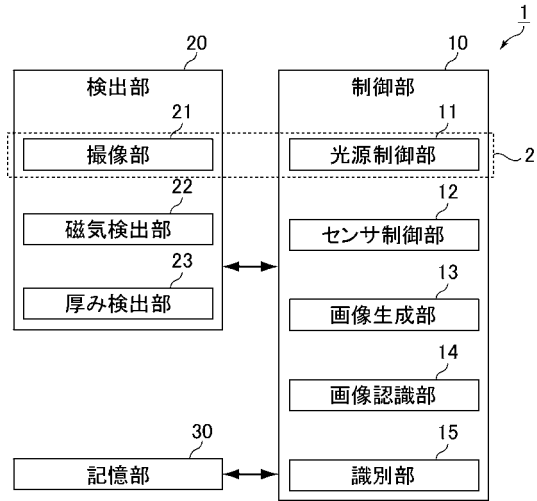 1
20
検出部
21
撮像部
22
磁気検出部
23
厚み検出部
10
制御部
11
光源制御部
2
12
センサ制御部
13
画像生成部
14
画像認識部
30
記憶部
15
識別部